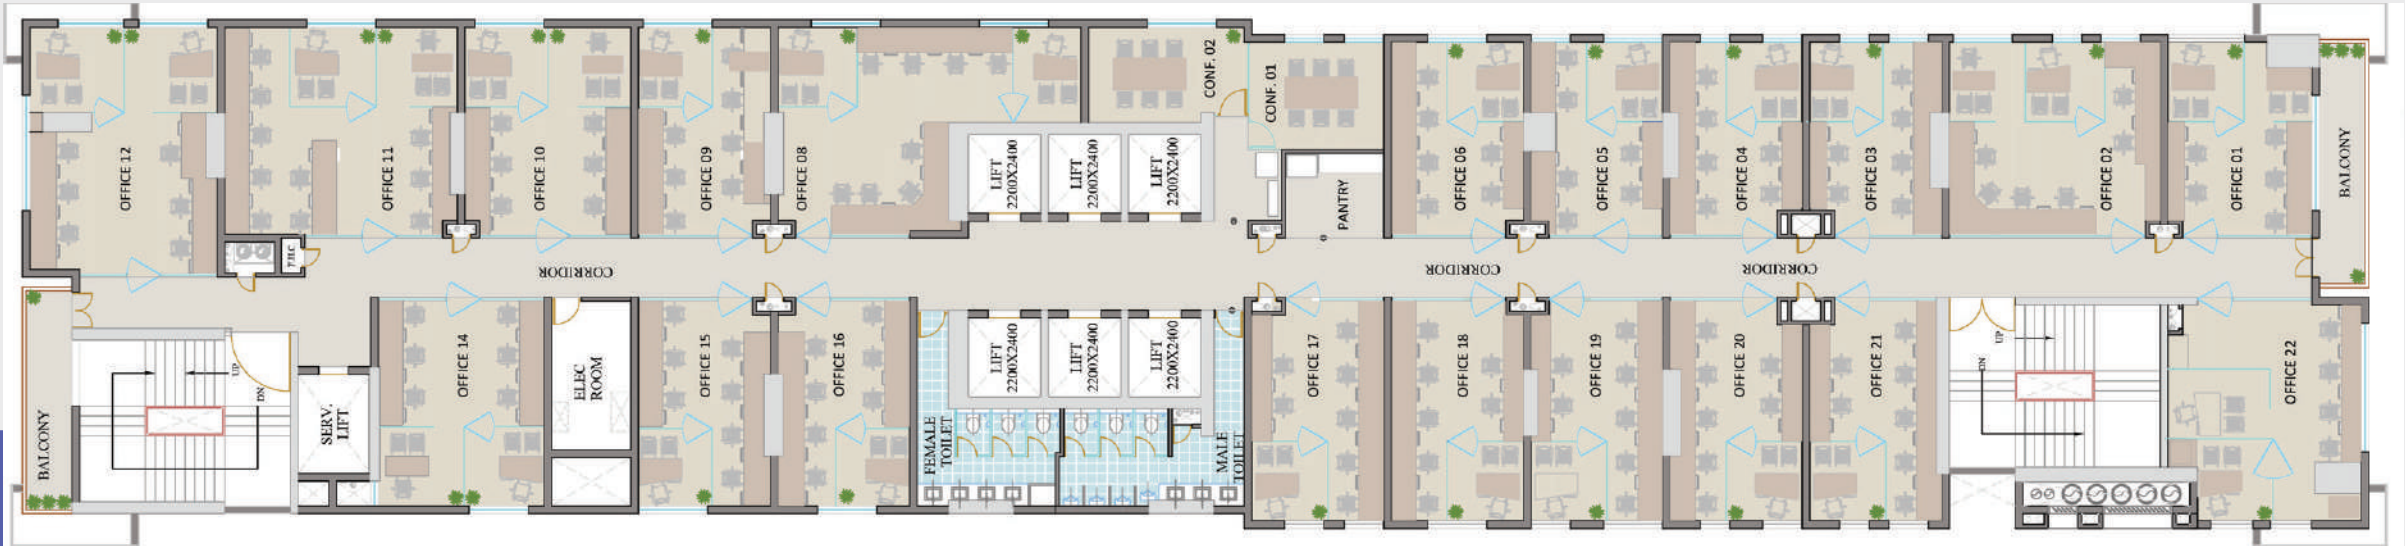 OFFICE 12
OFFICE 11
OFFICE 10
OFFICE 09
OFFICE 08
LIFT
2200X2400
LIFT
2200X2400
LIFT
2200X2400
CONF. 02
CONF. 01
PANTRY
OFFICE 06
OFFICE 05
OFFICE 04
OFFICE 03
OFFICE 02
OFFICE 01
BALCONY
F.H.C
CORRIDOR
CORRIDOR
CORRIDOR
BALCONY
UP
DN
SERV.
LIFT
OFFICE 14
ELEC
ROOM
OFFICE 15
OFFICE 16
FEMALE
TOILET
LIFT
2200X2400
LIFT
2200X2400
LIFT
2200X2400
MALE
TOILET
OFFICE 17
OFFICE 18
OFFICE 19
OFFICE 20
OFFICE 21
DN
UP
OFFICE 22